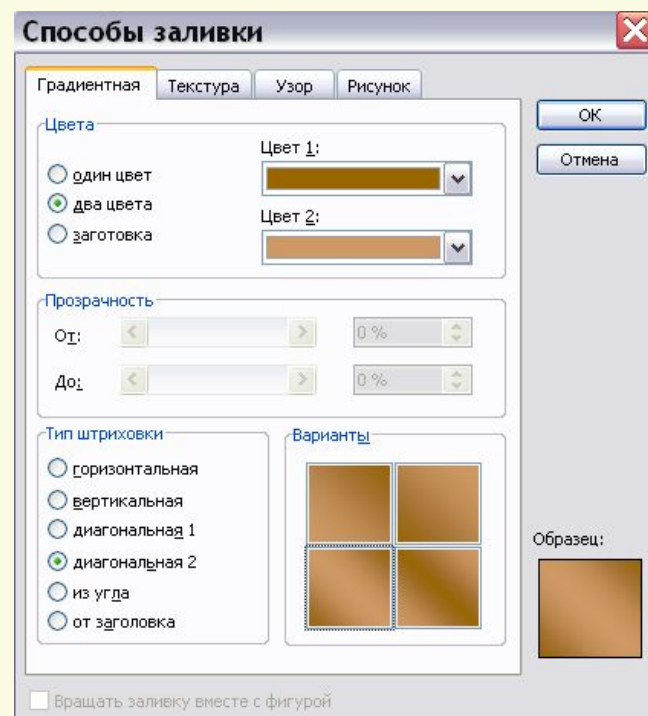 Способы заливки
Градиентная Текстура Узор Рисунок
Цвета
один цвет
два цвета
заготовка
Цвет 1:
Цвет 2:
ОК
Отмена
Прозрачность
От: 0 %
До: 0 %
Тип штриховки
горизонтальная
вертикальная
диагональная 1
диагональная 2
из угла
от заголовка
Варианты
Образец:
Вращать заливку вместе с фигурой